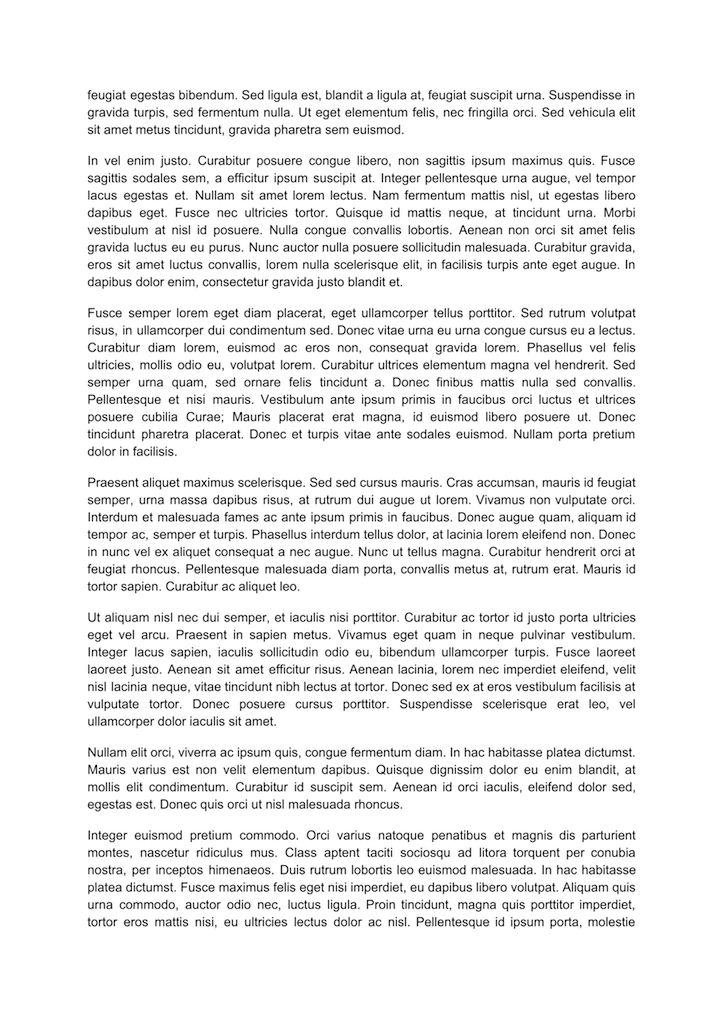 feugiat egestas bibendum. Sed ligula est, blandit a ligula at, feugiat suscipit urna. Suspendisse in
gravida turpis, sed fermentum nulla. Ut eget elementum felis, nec fringilla orci. Sed vehicula elit
sit amet metus tincidunt, gravida pharetra sem euismod.
In vel enim justo. Curabitur posuere congue libero, non sagittis ipsum maximus quis. Fusce
sagittis sodales sem, a efficitur ipsum suscipit at. Integer pellentesque urna augue, vel tempor
lacus egestas et. Nullam sit amet lorem lectus. Nam fermentum mattis nisl, ut egestas libero
dapibus eget. Fusce nec ultricies tortor. Quisque id mattis neque, at tincidunt urna. Morbi
vestibulum at nisl id posuere. Nulla congue convallis lobortis. Aenean non orci sit amet felis
gravida luctus eu eu purus. Nunc auctor nulla posuere sollicitudin malesuada. Curabitur gravida,
eros sit amet luctus convallis, lorem nulla scelerisque elit, in facilisis turpis ante eget augue. In
dapibus dolor enim, consectetur gravida justo blandit et.
Fusce semper lorem eget diam placerat, eget ullamcorper tellus porttitor. Sed rutrum volutpat
risus, in ullamcorper dui condimentum sed. Donec vitae urna eu urna congue cursus eu a lectus.
Curabitur diam lorem, euismod ac eros non, consequat gravida lorem. Phasellus vel felis
ultricies, mollis odio eu, volutpat lorem. Curabitur ultrices elementum magna vel hendrerit. Sed
semper urna quam, sed ornare felis tincidunt a. Donec finibus mattis nulla sed convallis.
Pellentesque et nisi mauris. Vestibulum ante ipsum primis in faucibus orci luctus et ultrices
posuere cubilia Curae; Mauris placerat erat magna, id euismod libero posuere ut. Donec
tincidunt pharetra placerat. Donec et turpis vitae ante sodales euismod. Nullam porta pretium
dolor in facilisis.
Praesent aliquet maximus scelerisque. Sed sed cursus mauris. Cras accumsan, mauris id feugiat
semper, urna massa dapibus risus, at rutrum dui augue ut lorem. Vivamus non vulputate orci.
Interdum et malesuada fames ac ante ipsum primis in faucibus. Donec augue quam, aliquam id
tempor ac, semper et turpis. Phasellus interdum tellus dolor, at lacinia lorem eleifend non. Donec
in nunc vel ex aliquet consequat a nec augue. Nunc ut tellus magna. Curabitur hendrerit orci at
feugiat rhoncus. Pellentesque malesuada diam porta, convallis metus at, rutrum erat. Mauris id
tortor sapien. Curabitur ac aliquet leo.
Ut aliquam nisl nec dui semper, et iaculis nisi porttitor. Curabitur ac tortor id justo porta ultricies
eget vel arcu. Praesent in sapien metus. Vivamus eget quam in neque pulvinar vestibulum.
Integer lacus sapien, iaculis sollicitudin odio eu, bibendum ullamcorper turpis. Fusce laoreet
laoreet justo. Aenean sit amet efficitur risus. Aenean lacinia, lorem nec imperdiet eleifend, velit
nisl lacinia neque, vitae tincidunt nibh lectus at tortor. Donec sed ex at eros vestibulum facilisis at
vulputate tortor. Donec posuere cursus porttitor. Suspendisse scelerisque erat leo, vel
ullamcorper dolor iaculis sit amet.
Nullam elit orci, viverra ac ipsum quis, congue fermentum diam. In hac habitasse platea dictumst.
Mauris varius est non velit elementum dapibus. Quisque dignissim dolor eu enim blandit, at
mollis elit condimentum. Curabitur id suscipit sem. Aenean id orci iaculis, eleifend dolor sed,
egestas est. Donec quis orci ut nisl malesuada rhoncus.
Integer euismod pretium commodo. Orci varius natoque penatibus et magnis dis parturient
montes, nascetur ridiculus mus. Class aptent taciti sociosqu ad litora torquent per conubia
nostra, per inceptos himenaeos. Duis rutrum lobortis leo euismod malesuada. In hac habitasse
platea dictumst. Fusce maximus felis eget nisi imperdiet, eu dapibus libero volutpat. Aliquam quis
urna commodo, auctor odio nec, luctus ligula. Proin tincidunt, magna quis porttitor imperdiet,
tortor eros mattis nisi, eu ultricies lectus dolor ac nisl. Pellentesque id ipsum porta, molestie